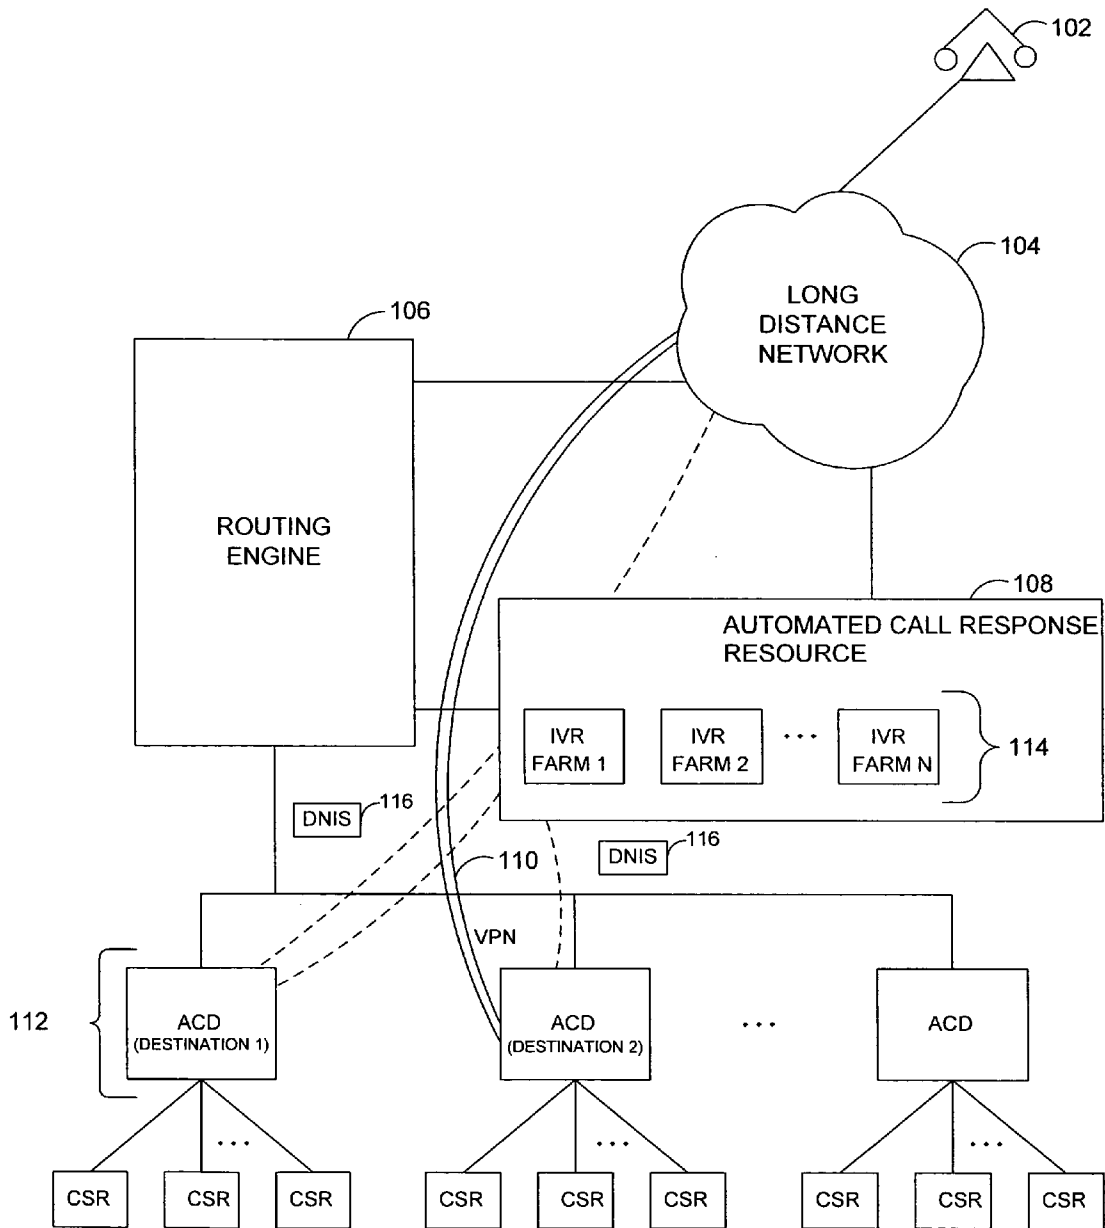 102
104
LONG
DISTANCE
NETWORK
106
ROUTING
ENGINE
108
AUTOMATED CALL RESPONSE
RESOURCE
IVR
FARM 1
IVR
FARM 2
...
IVR
FARM N
114
DNIS
116
DNIS
116
110
VPN
112
ACD
(DESTINATION 1)
ACD
(DESTINATION 2)
...
ACD
...
...
...
CSR
CSR
CSR
CSR
CSR
CSR
CSR
CSR
CSR